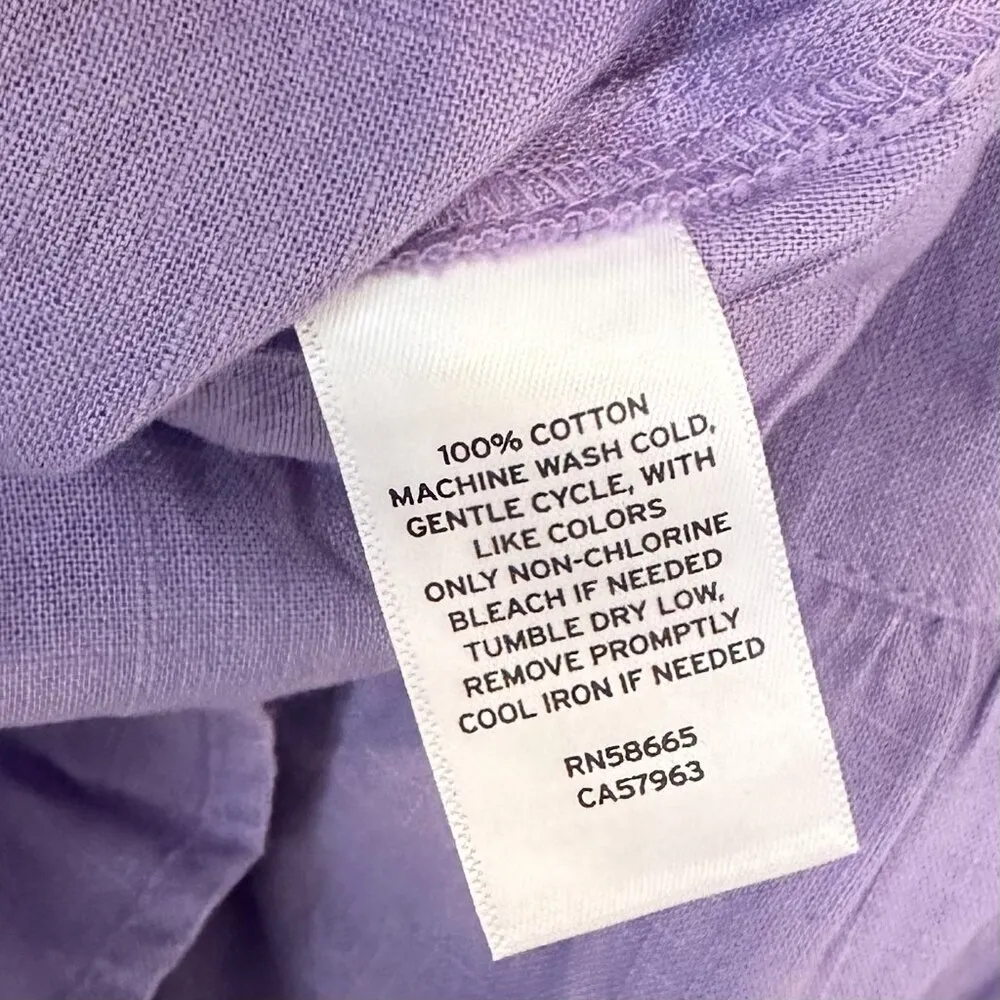 100% COTTON
MACHINE WASH COLD,
GENTLE CYCLE, WITH
LIKE COLORS
ONLY NON-CHLORINE
BLEACH IF NEEDED
TUMBLE DRY LOW,
REMOVE PROMPTLY
COOL IRON IF NEEDED
RN58665
CA57963